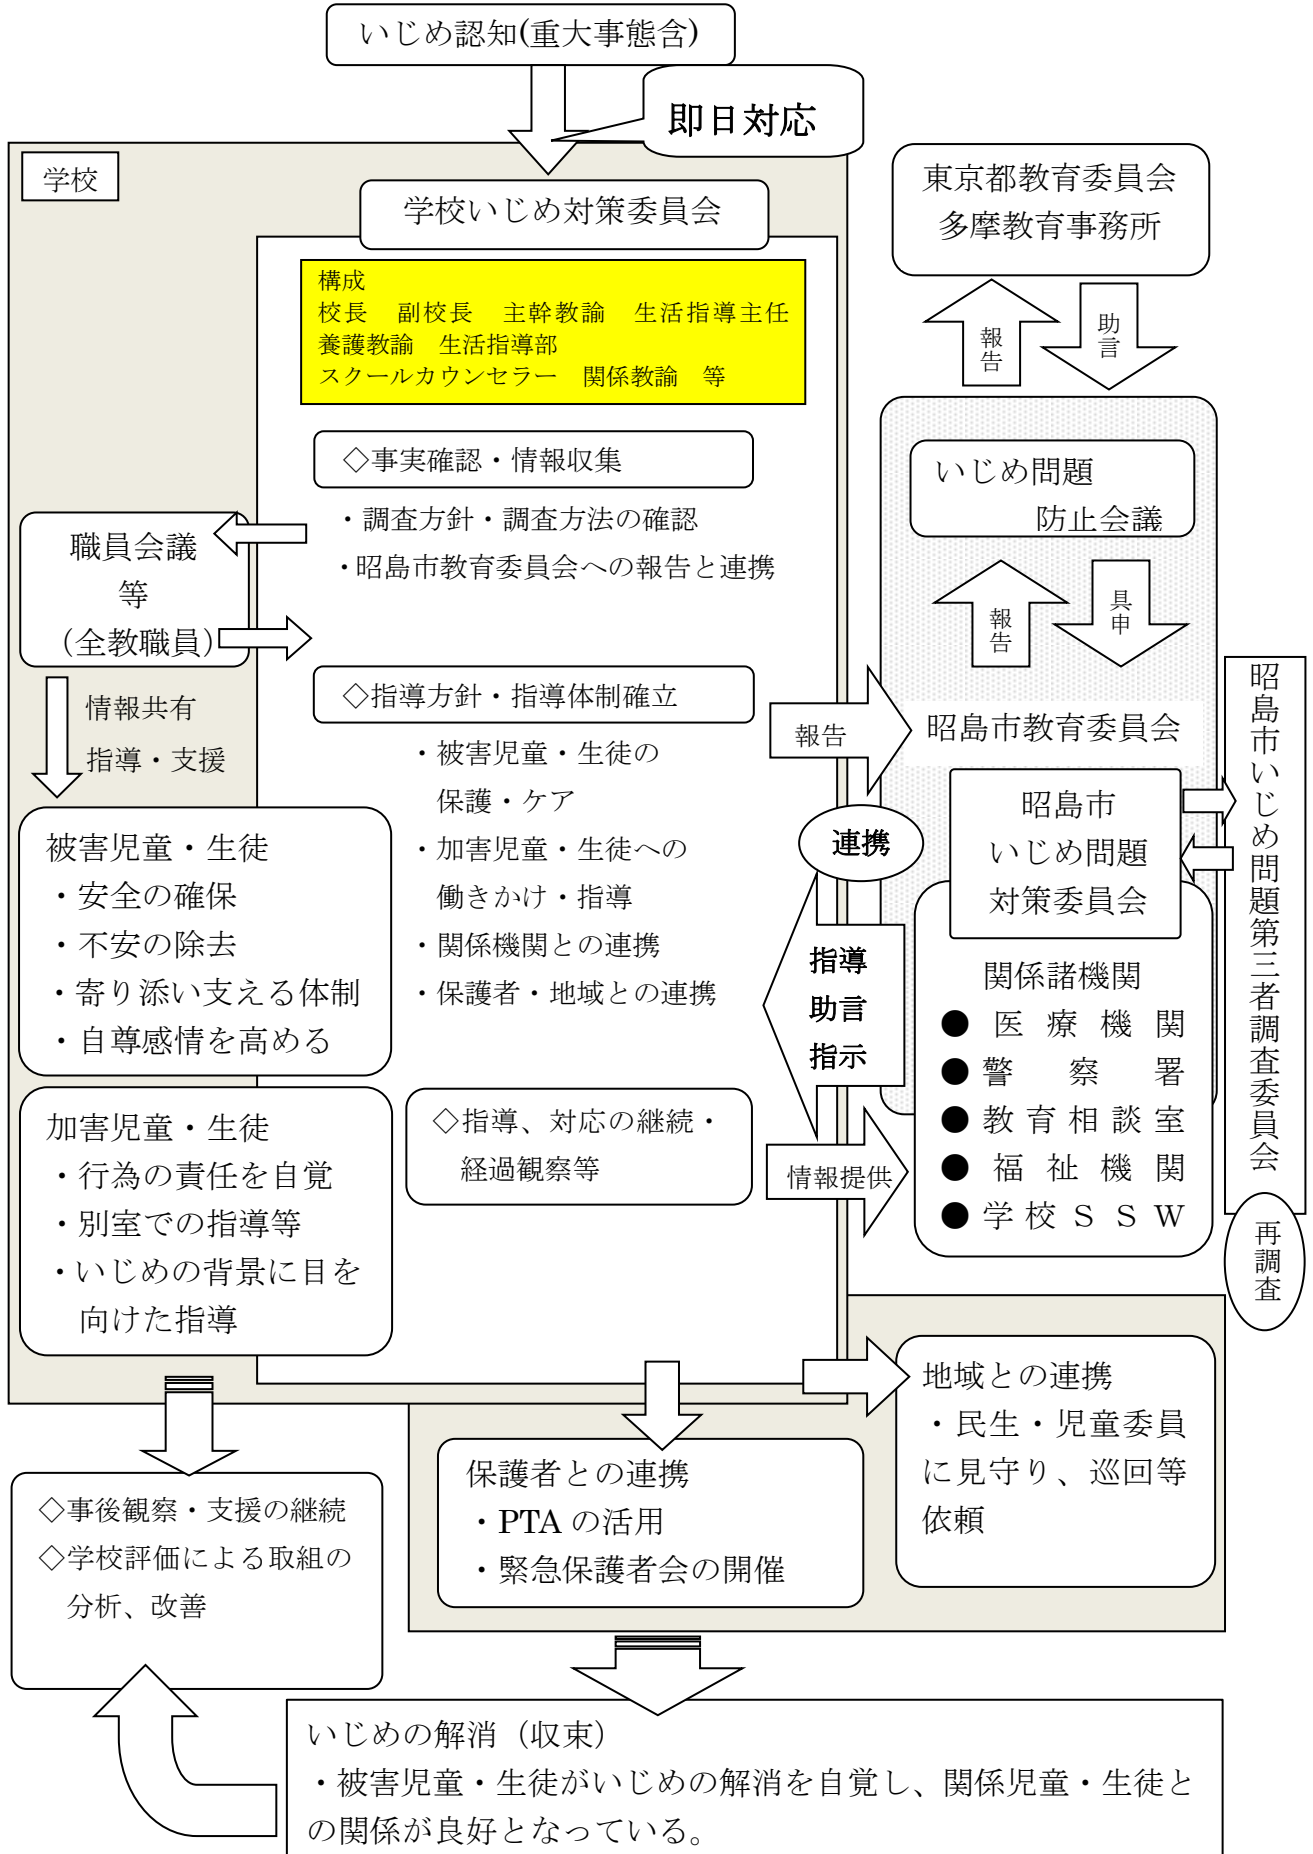 いじめ認知(重大事態含)
即日対応
学校
学校いじめ対策委員会
構成
校長　副校長　主幹教諭　生活指導主任
養護教諭　生活指導部
スクールカウンセラー　関係教諭　等
◇事実確認・情報収集
・調査方針・調査方法の確認
・昭島市教育委員会への報告と連携
職員会議
等
（全教職員）
情報共有
指導・支援
◇指導方針・指導体制確立
・被害児童・生徒の
保護・ケア
・加害児童・生徒への
働きかけ・指導
・関係機関との連携
・保護者・地域との連携
被害児童・生徒
・安全の確保
・不安の除去
・寄り添い支える体制
・自尊感情を高める
加害児童・生徒
・行為の責任を自覚
・別室での指導等
・いじめの背景に目を
向けた指導
◇指導、対応の継続・
経過観察等
東京都教育委員会
多摩教育事務所
報告
助言
いじめ問題
防止会議
報告
具申
報告
昭島市教育委員会
昭島市
いじめ問題
対策委員会
連携
指導
助言
指示
情報提供
関係諸機関
●医療機関
●警察署
●教育相談室
●福祉機関
●学校ＳＳＷ
昭島市いじめ問題第三者調査委員会
再調査
地域との連携
・民生・児童委員
に見守り、巡回等
依頼
保護者との連携
・PTA の活用
・緊急保護者会の開催
◇事後観察・支援の継続
◇学校評価による取組の
分析、改善
いじめの解消（収束）
・被害児童・生徒がいじめの解消を自覚し、関係児童・生徒と
の関係が良好となっている。